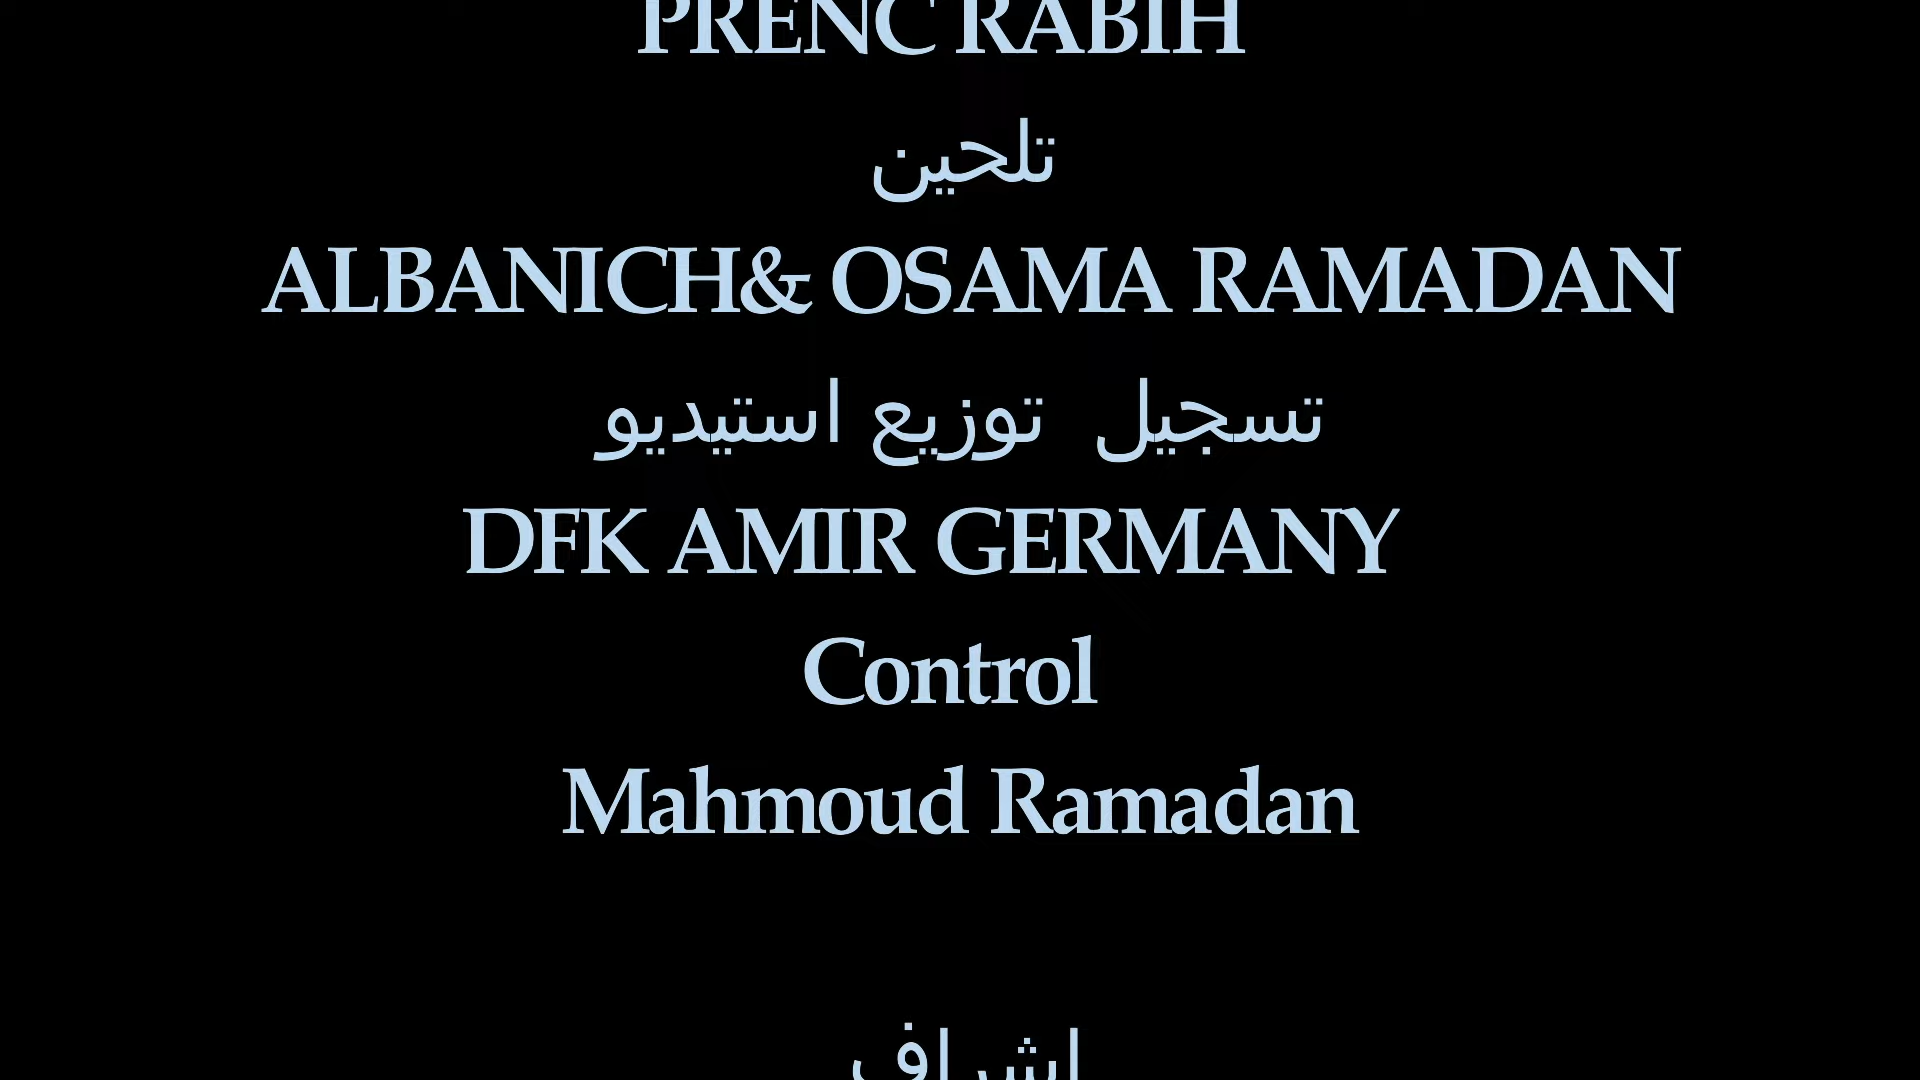 PRENC RABIH
تلحين
ALBANICH& OSAMA RAMADAN
تسجيل  توزيع استيديو
DFK AMIR GERMANY
Control
Mahmoud Ramadan
اشراف